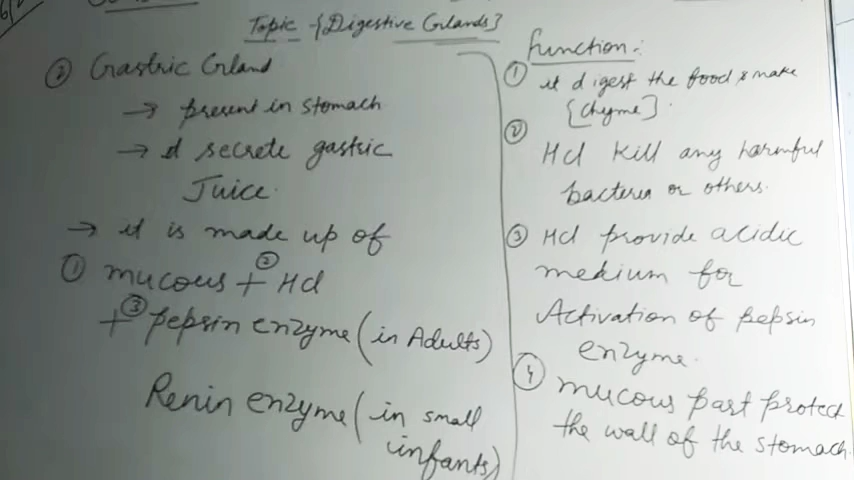 Topic {Digestive Glands}
② Gastric Gland
→ present in stomach
→ it secrete gastric
Juice.
→ it is made up of
① mucous + ② Hcl
+ ③ pepsin enzyme (in Adults)
Renin enzyme (in small
infants)
function:
① it digest the food & make
{chyme}.
② Hcl kill any harmful
bacteria or others.
③ Hcl provide acidic
medium for
Activation of pepsin
enzyme.
④ mucous part protect
the wall of the stomach.